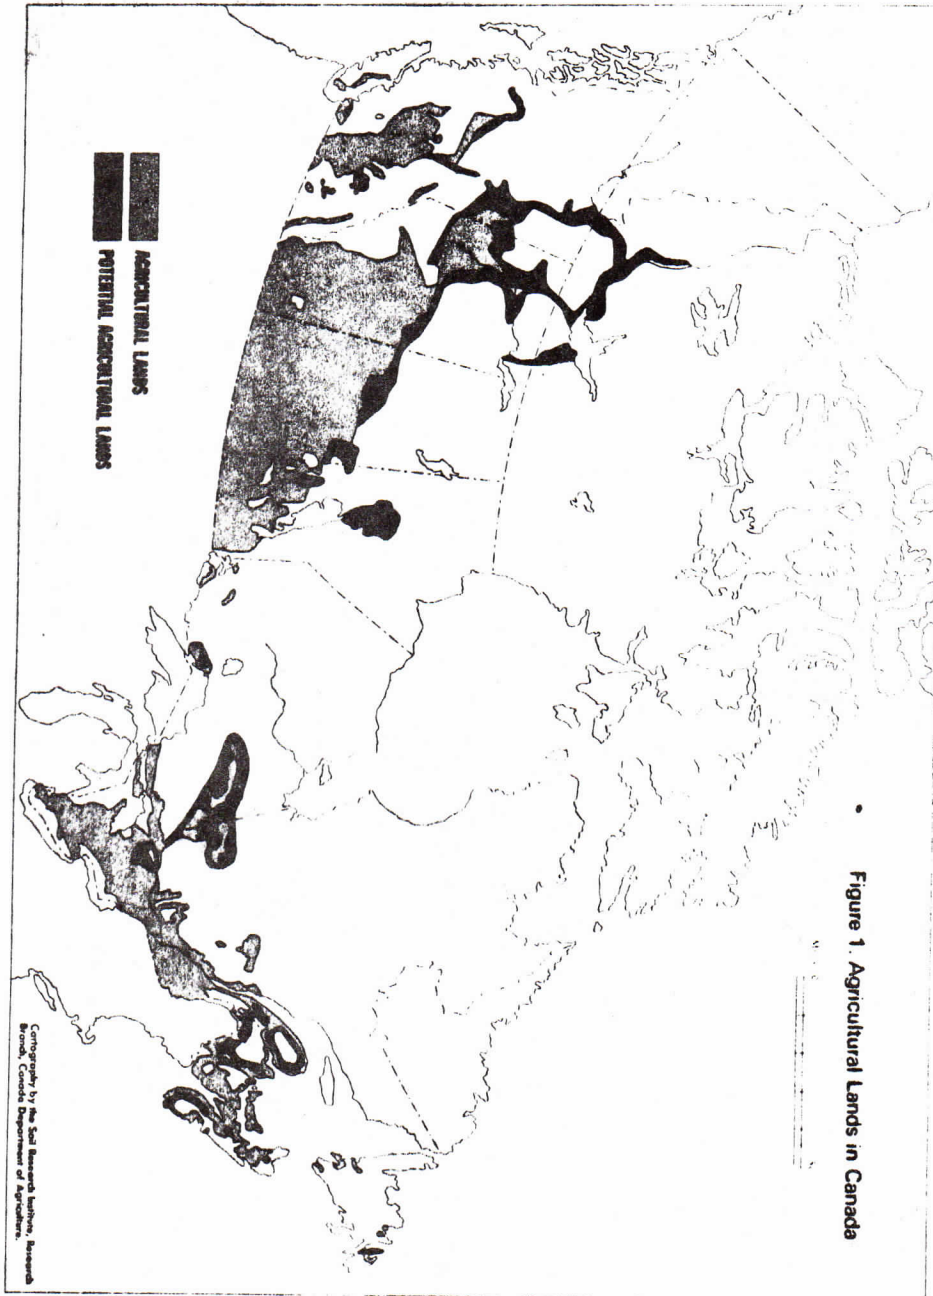 Figure 1. Agricultural Lands in Canada
AGRICULTURAL LANDS
POTENTIAL AGRICULTURAL LANDS
Cartography by the Soil Research Institute, Research
Branch, Canada Department of Agriculture.